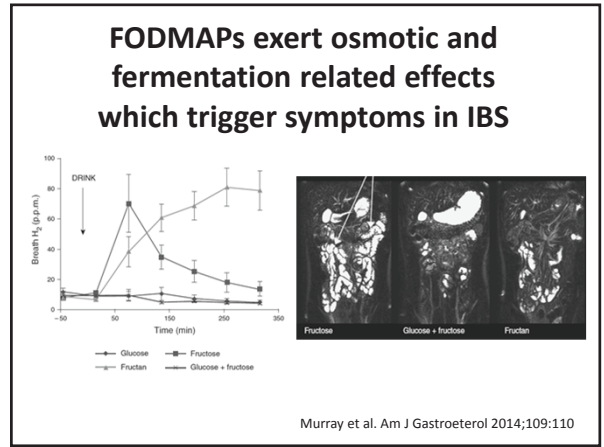 FODMAPs exert osmotic and
fermentation related effects
which trigger symptoms in IBS
100
80
60
40
20
0
Breath H2 (p.p.m.)
DRINK
−50
50
150
250
350
Time (min)
Glucose
Fructose
Fructan
Glucose + fructose
Fructose
Glucose + fructose
Fructan
Murray et al. Am J Gastroeterol 2014;109:110